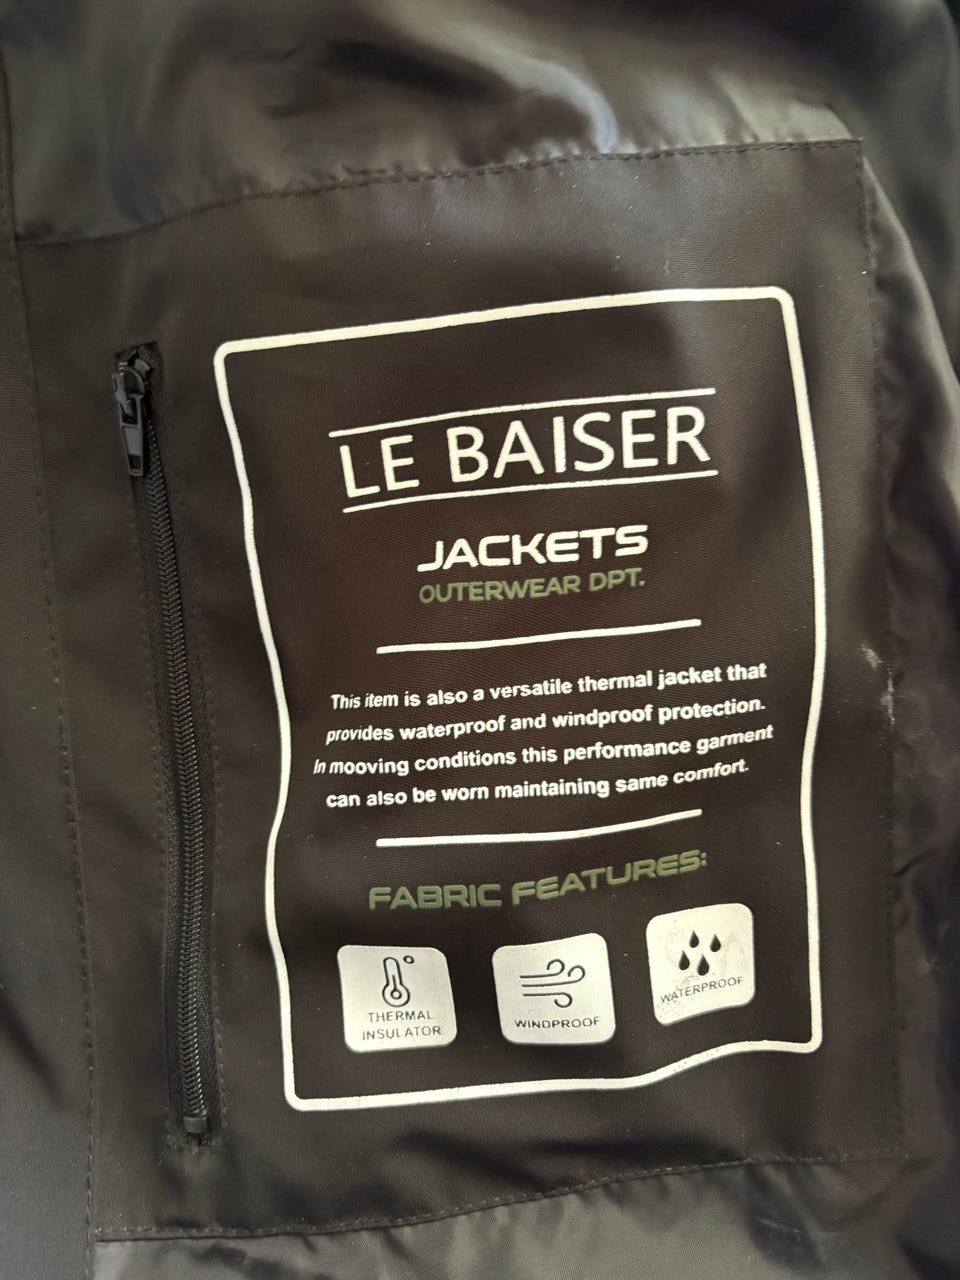 LE BAISER
JACKETS
OUTERWEAR DPT.
This item is also a versatile thermal jacket that
provides waterproof and windproof protection.
In mooving conditions this performance garment
can also be worn maintaining same comfort.
FABRIC FEATURES:
THERMAL
INSULATOR
WINDPROOF
WATERPROOF